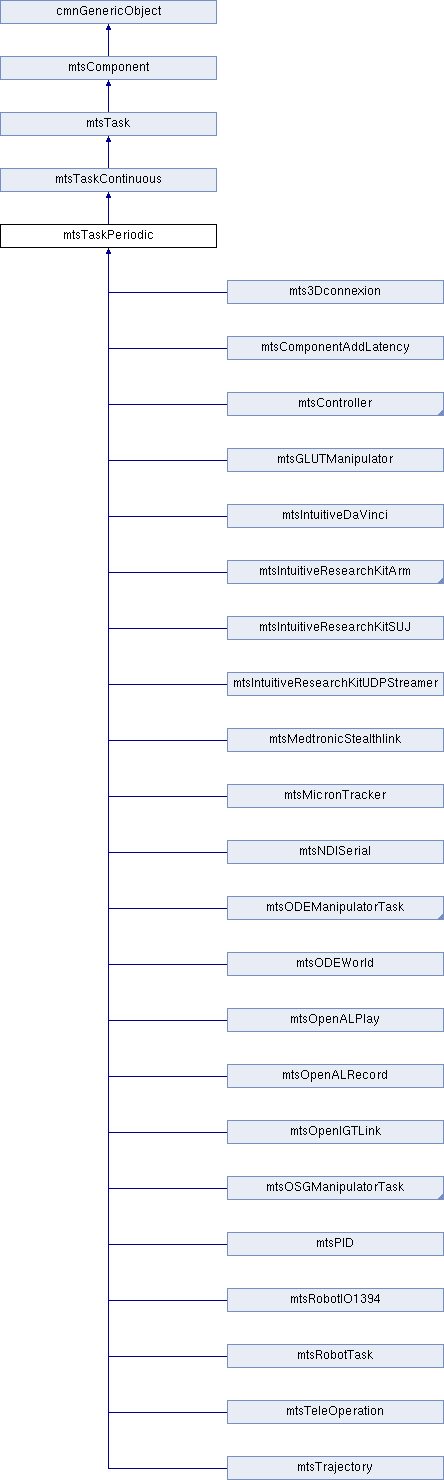 cmnGenericObject
mtsComponent
mtsTask
mtsTaskContinuous
mtsTaskPeriodic
mts3Dconnexion
mtsComponentAddLatency
mtsController
mtsGLUTManipulator
mtsIntuitiveDaVinci
mtsIntuitiveResearchKitArm
mtsIntuitiveResearchKitSUJ
mtsIntuitiveResearchKitUDPStreamer
mtsMedtronicStealthlink
mtsMicronTracker
mtsNDISerial
mtsODEManipulatorTask
mtsODEWorld
mtsOpenALPlay
mtsOpenALRecord
mtsOpenIGTLink
mtsOSGManipulatorTask
mtsPID
mtsRobotIO1394
mtsRobotTask
mtsTeleOperation
mtsTrajectory